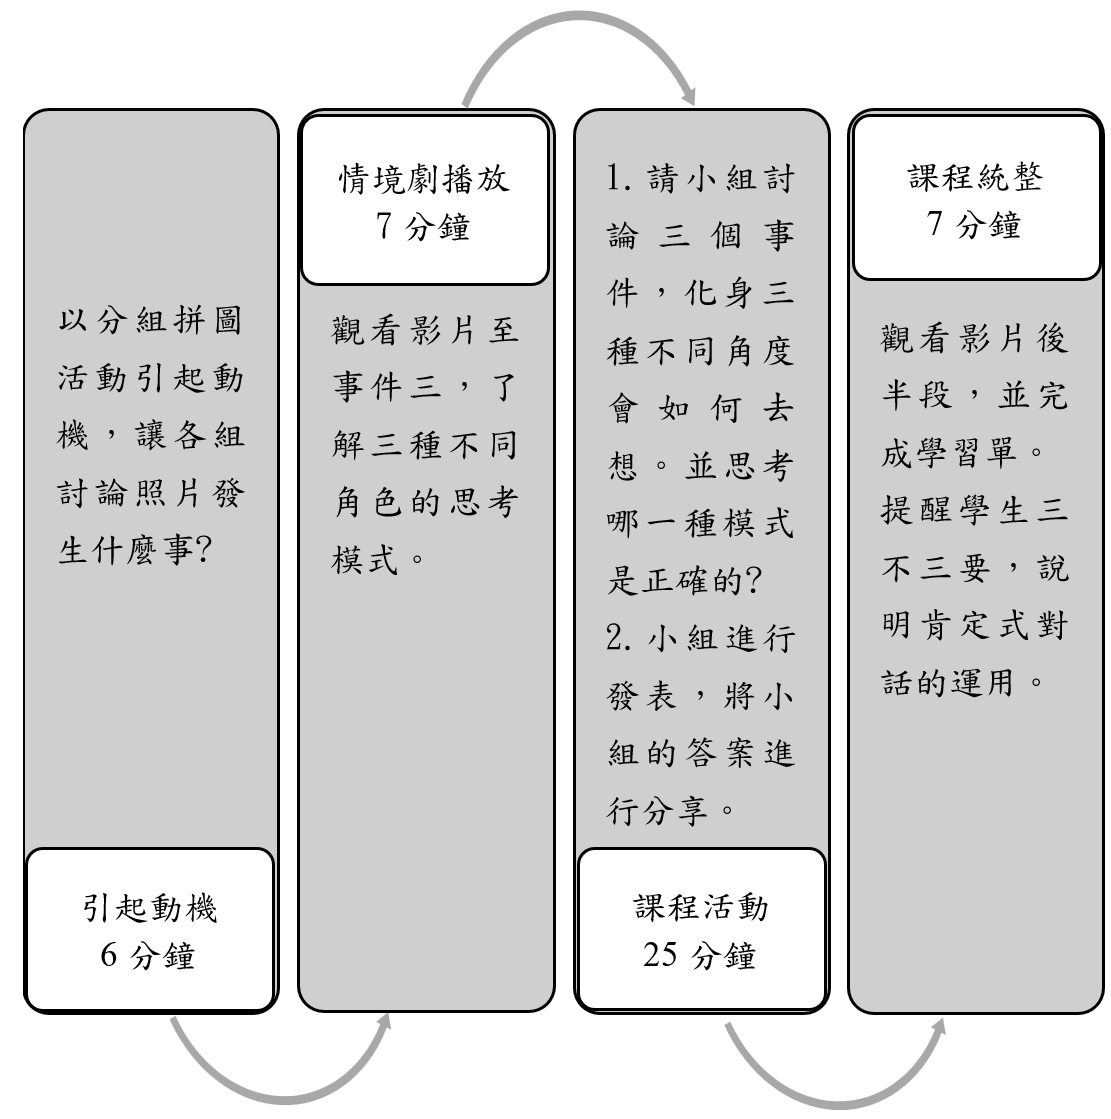 以分組拼圖
活動引起動
機，讓各組
討論照片發
生什麼事?
引起動機
6 分鐘
情境劇播放
7 分鐘
觀看影片至
事件三，了
解三種不同
角色的思考
模式。
1. 請小組討
論三個事
件，化身三
種不同角度
會如何去
想。並思考
哪一種模式
是正確的?
2. 小組進行
發表，將小
組的答案進
行分享。
課程活動
25 分鐘
課程統整
7 分鐘
觀看影片後
半段，並完
成學習單。
提醒學生三
不三要，說
明肯定式對
話的運用。